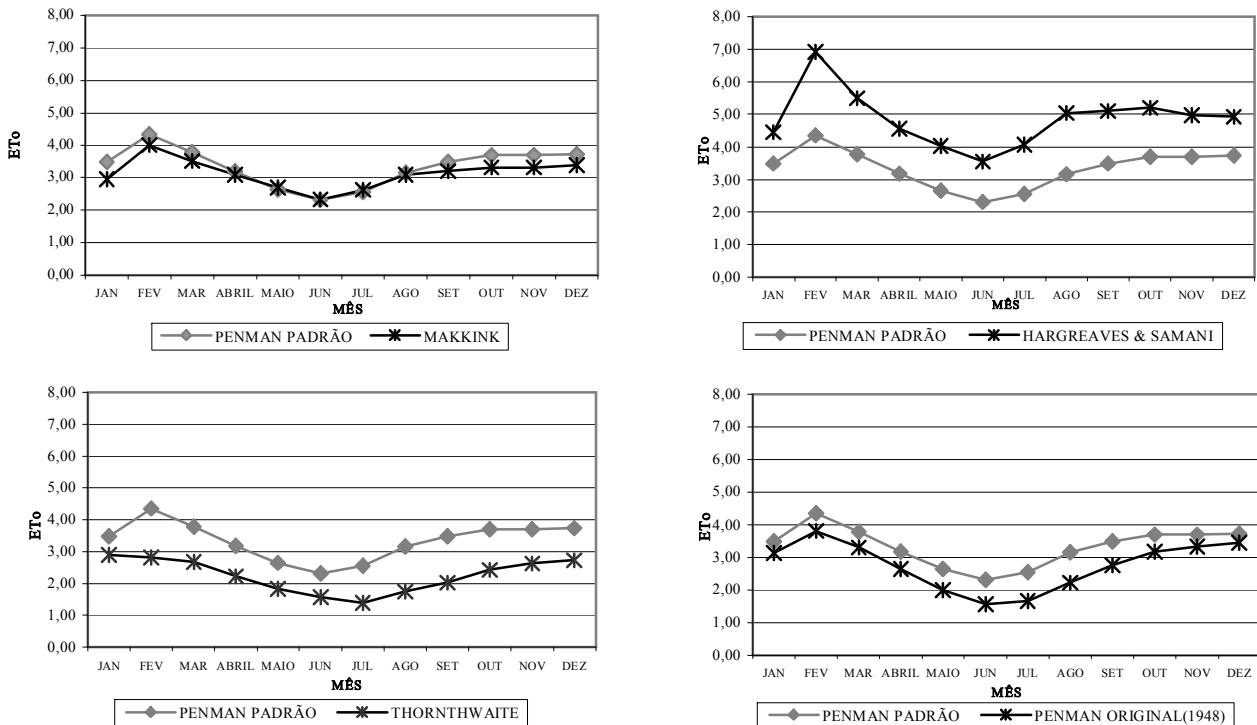 8,00
7,00
6,00
5,00
4,00
3,00
2,00
1,00
0,00
ETo
JAN FEV MAR ABRIL MAIO JUN JUL AGO SET OUT NOV DEZ
MÊS
PENMAN PADRÃO MAKKINK
8,00
7,00
6,00
5,00
4,00
3,00
2,00
1,00
0,00
ETo
JAN FEV MAR ABRIL MAIO JUN JUL AGO SET OUT NOV DEZ
MÊS
PENMAN PADRÃO HARGREAVES & SAMANI
8,00
7,00
6,00
5,00
4,00
3,00
2,00
1,00
0,00
ETo
JAN FEV MAR ABRIL MAIO JUN JUL AGO SET OUT NOV DEZ
MÊS
PENMAN PADRÃO THORNTHWAITE
8,00
7,00
6,00
5,00
4,00
3,00
2,00
1,00
0,00
ETo
JAN FEV MAR ABRIL MAIO JUN JUL AGO SET OUT NOV DEZ
MÊS
PENMAN PADRÃO PENMAN ORIGINAL(1948)